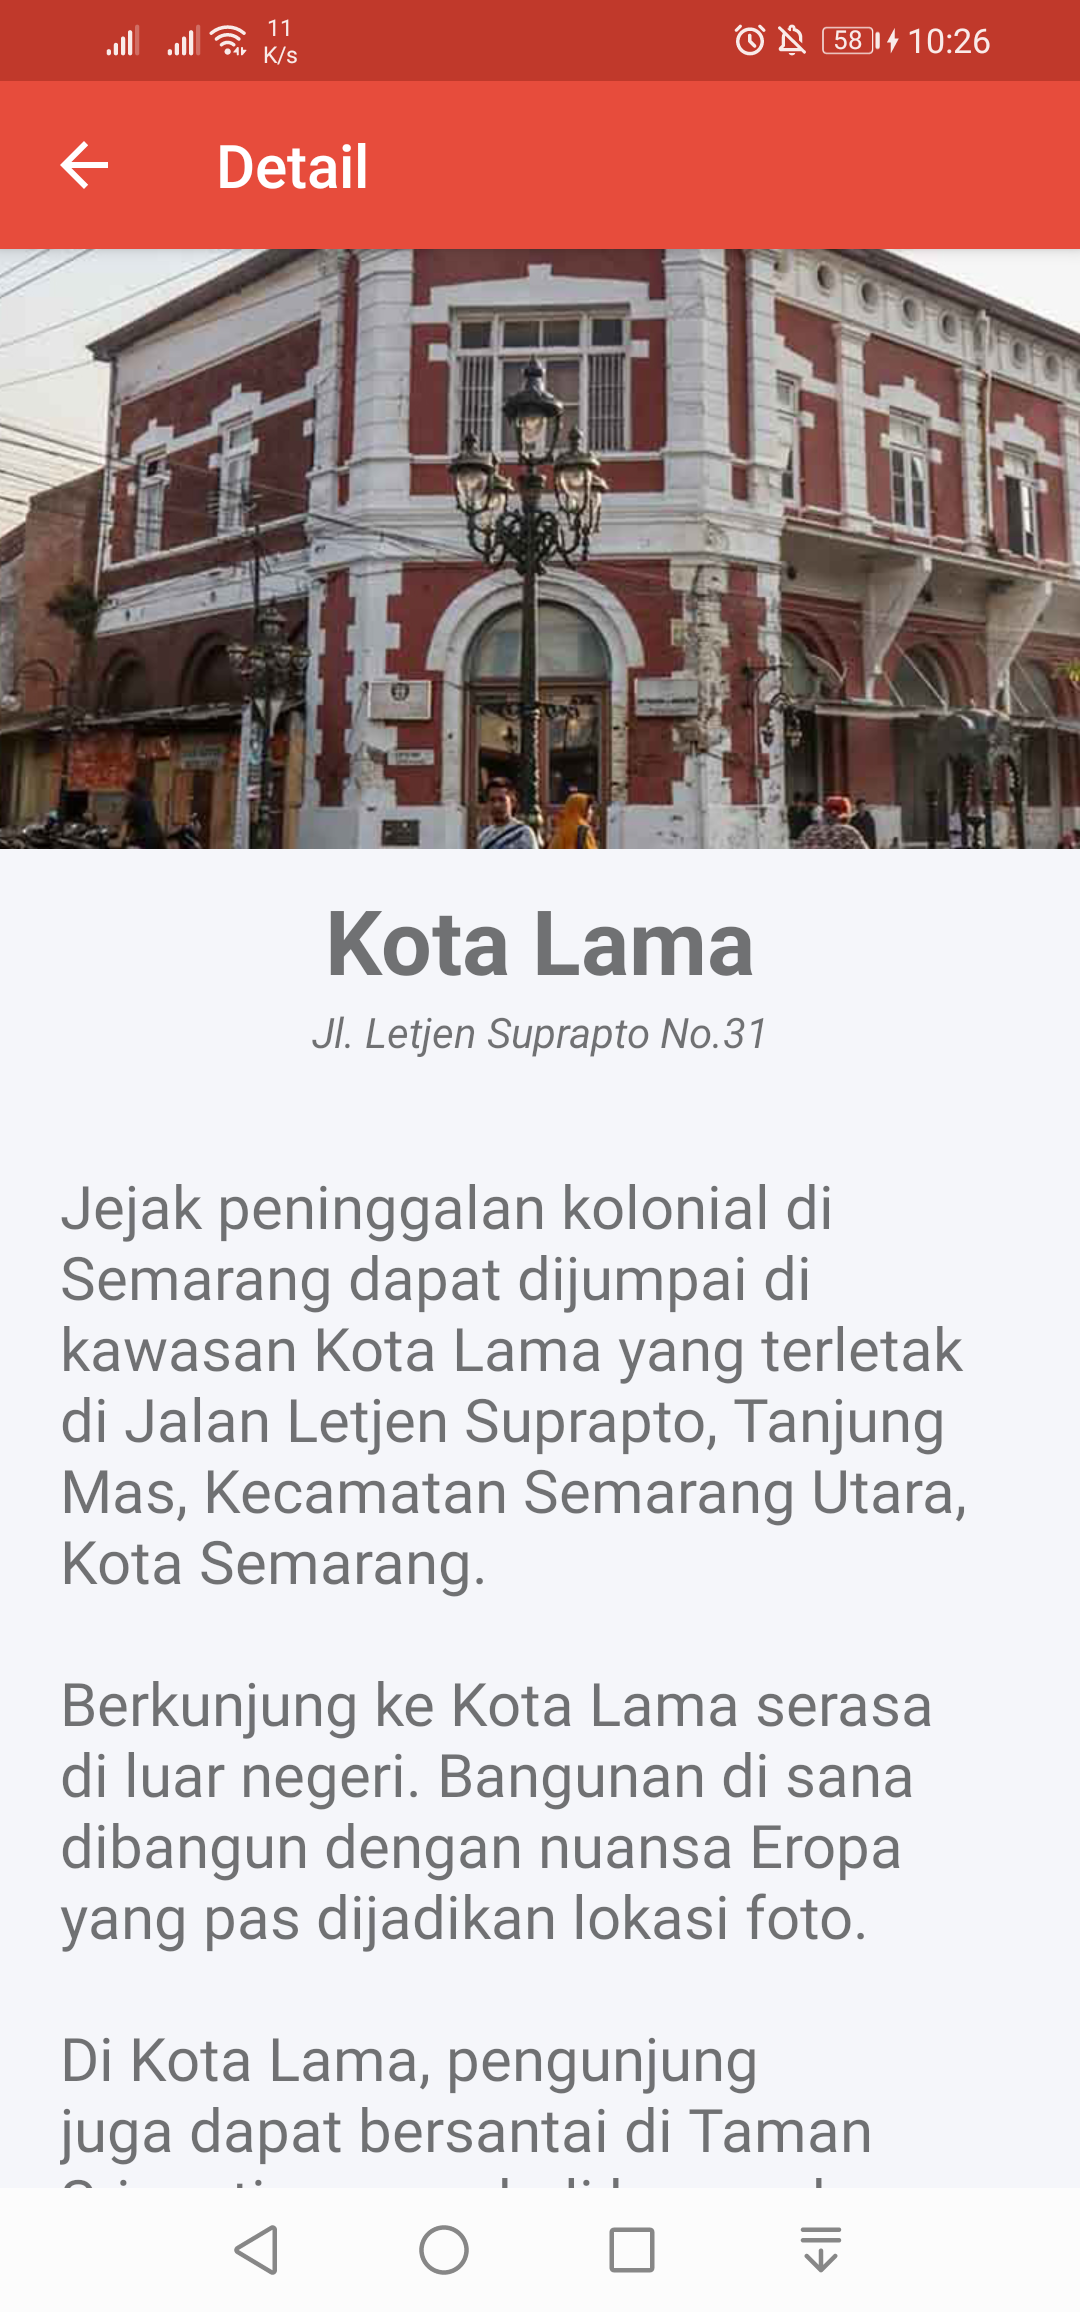 11
K/s
58
10:26
Detail
Kota Lama
Jl. Letjen Suprapto No.31
Jejak peninggalan kolonial di
Semarang dapat dijumpai di
kawasan Kota Lama yang terletak
di Jalan Letjen Suprapto, Tanjung
Mas, Kecamatan Semarang Utara,
Kota Semarang.
Berkunjung ke Kota Lama serasa
di luar negeri. Bangunan di sana
dibangun dengan nuansa Eropa
yang pas dijadikan lokasi foto.
Di Kota Lama, pengunjung
juga dapat bersantai di Taman